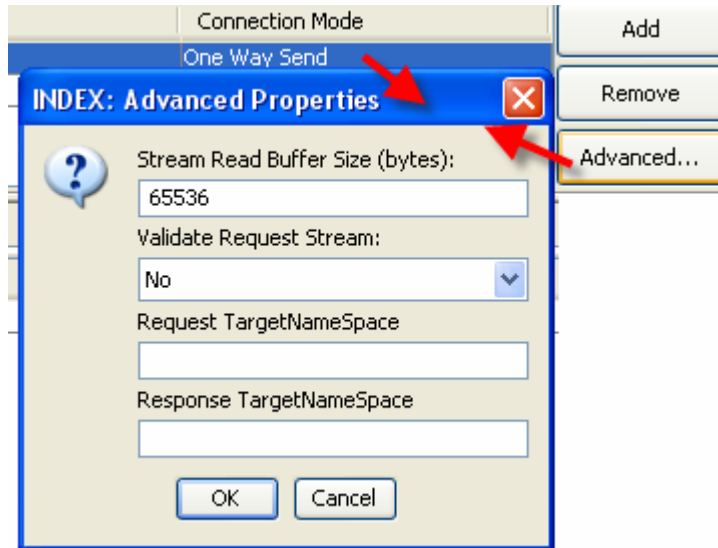 Connection Mode
Add
One Way Send
INDEX: Advanced Properties
Remove
Stream Read Buffer Size (bytes):
Advanced...
65536
Validate Request Stream:
No
Request TargetNameSpace
Response TargetNameSpace
OK
Cancel